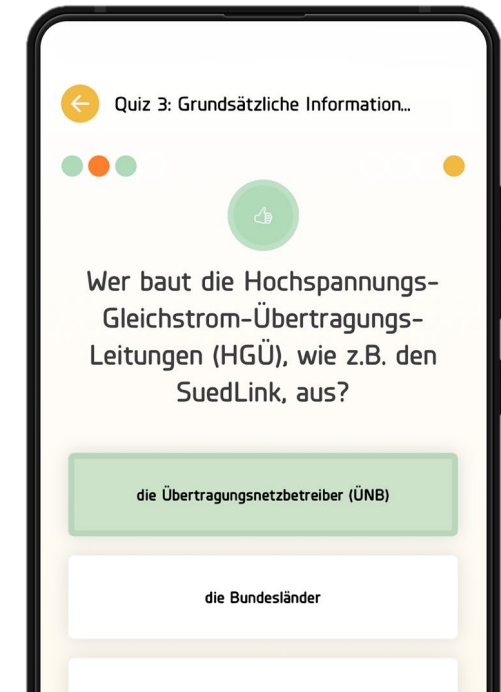 Quiz 3: Grundsätzliche Information...
Wer baut die Hochspannungs-
Gleichstrom-Übertragungs-
Leitungen (HGÜ), wie z.B. den
SuedLink, aus?
die Übertragungsnetzbetreiber (ÜNB)
die Bundesländer